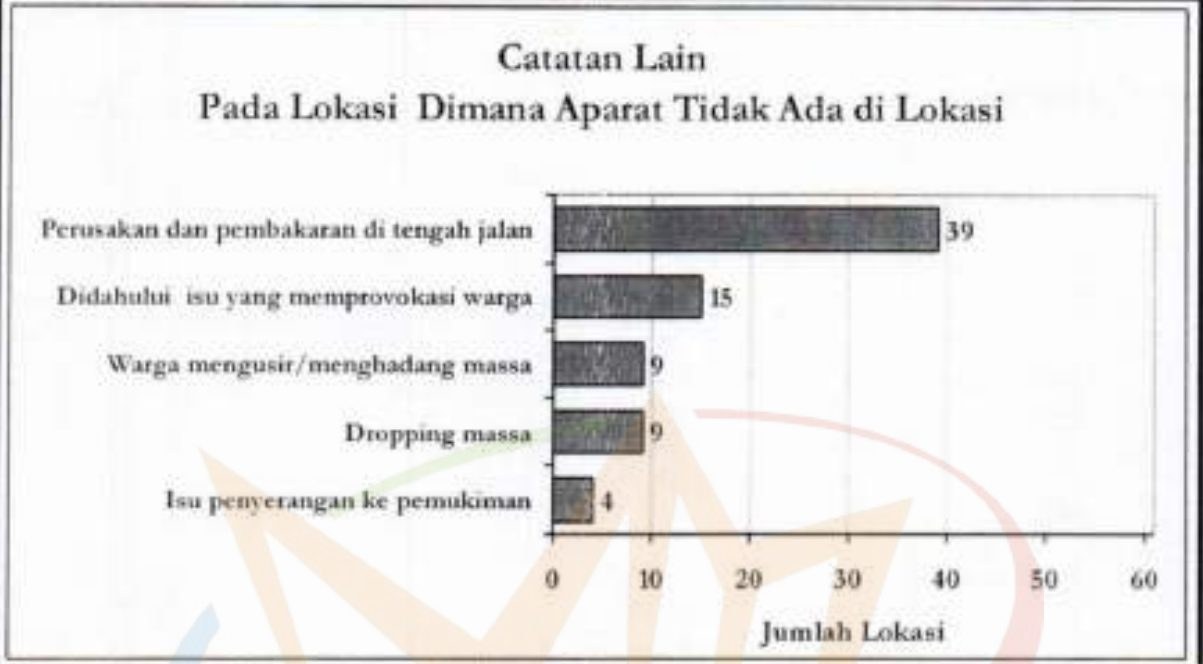 Catatan Lain
Pada Lokasi Dimana Aparat Tidak Ada di Lokasi
Perusakan dan pembakaran di tengah jalan 39
Didahului isu yang memprovokasi warga 15
Warga mengusir/menghadang massa 9
Dropping massa 9
Isu penyerangan ke pemukiman 4
0 10 20 30 40 50 60
Jumlah Lokasi